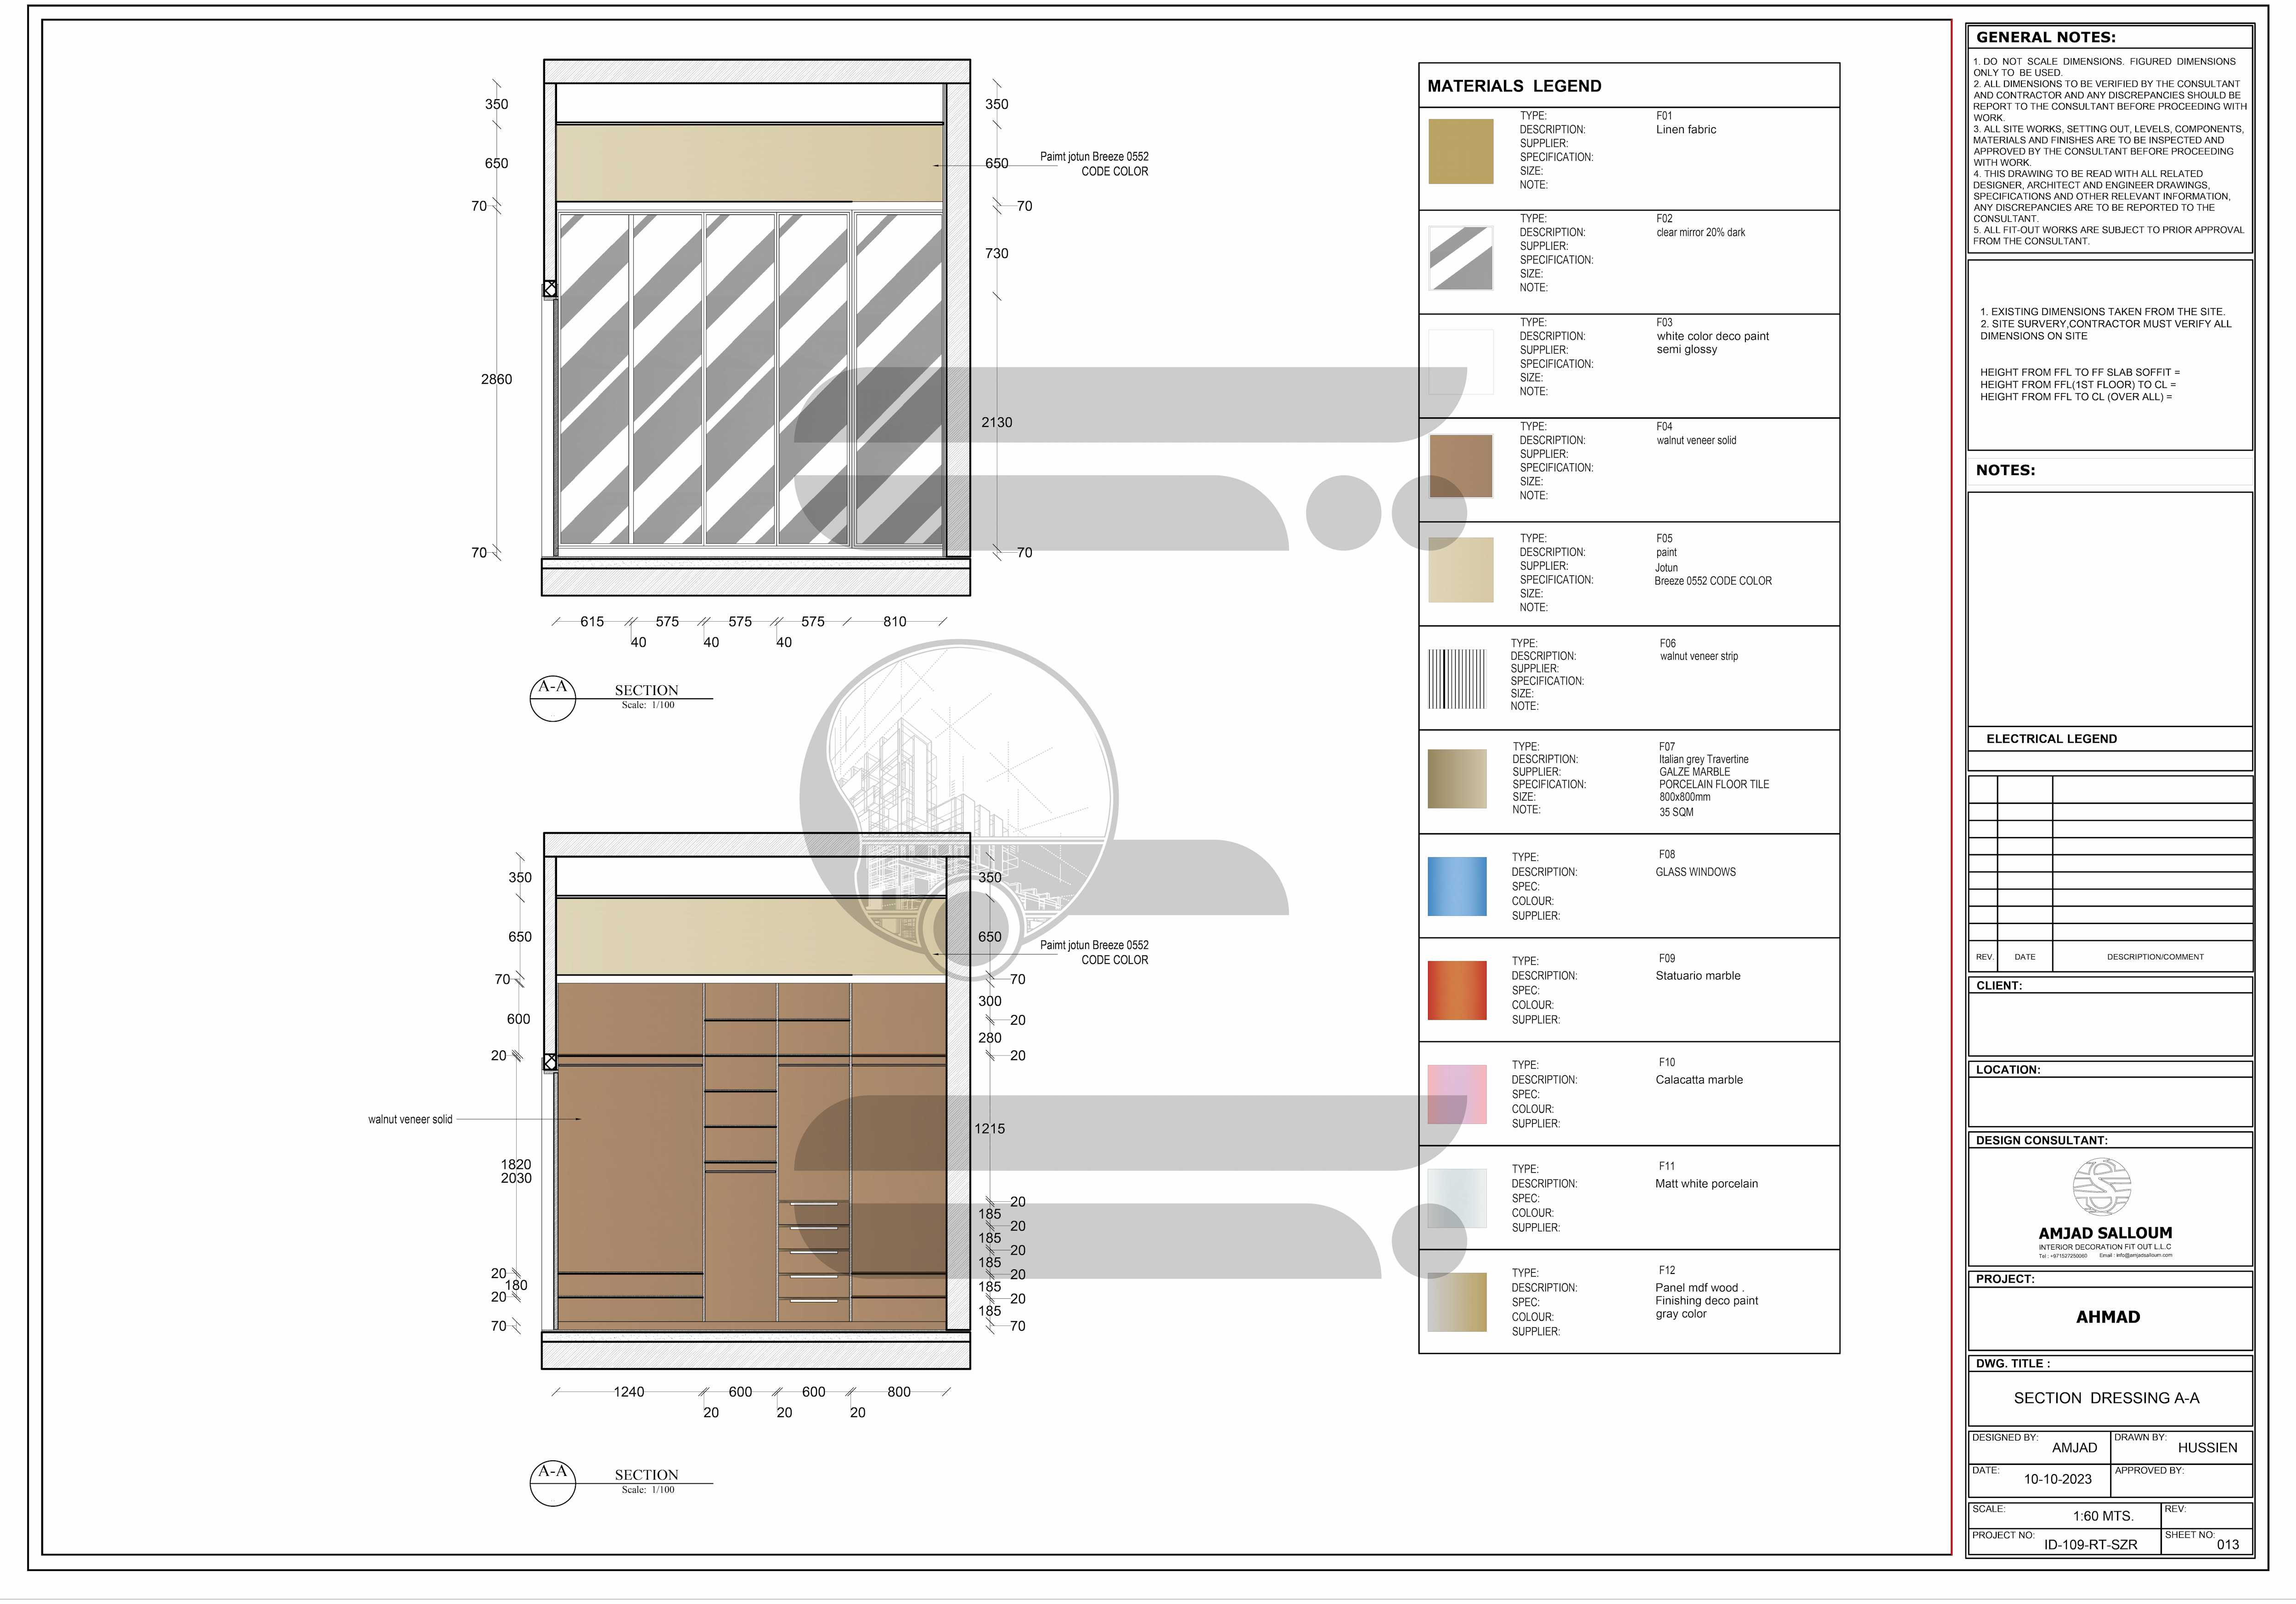 350
650
70
2860
70
350
650
70
730
2130
70
Paimt jotun Breeze 0552
CODE COLOR
615 575 575 575 810
40 40 40
A-A
SECTION
Scale: 1/100
350
650
70
600
20
walnut veneer solid
1820
2030
20
180
20
70
350
650
70
300
20
280
20
1215
20
185
20
185
20
185
20
185
20
185
70
Paimt jotun Breeze 0552
CODE COLOR
1240 600 600 800
20 20 20
A-A
SECTION
Scale: 1/100
MATERIALS LEGEND
TYPE: F01
DESCRIPTION: Linen fabric
SUPPLIER:
SPECIFICATION:
SIZE:
NOTE:
TYPE: F02
DESCRIPTION: clear mirror 20% dark
SUPPLIER:
SPECIFICATION:
SIZE:
NOTE:
TYPE: F03
DESCRIPTION: white color deco paint
SUPPLIER: semi glossy
SPECIFICATION:
SIZE:
NOTE:
TYPE: F04
DESCRIPTION: walnut veneer solid
SUPPLIER:
SPECIFICATION:
SIZE:
NOTE:
TYPE: F05
DESCRIPTION: paint
SUPPLIER: Jotun
SPECIFICATION: Breeze 0552 CODE COLOR
SIZE:
NOTE:
TYPE: F06
DESCRIPTION: walnut veneer strip
SUPPLIER:
SPECIFICATION:
SIZE:
NOTE:
TYPE: F07
DESCRIPTION: Italian grey Travertine
SUPPLIER: GALZE MARBLE
SPECIFICATION: PORCELAIN FLOOR TILE
SIZE: 800x800mm
NOTE: 35 SQM
TYPE: F08
DESCRIPTION: GLASS WINDOWS
SPEC:
COLOUR:
SUPPLIER:
TYPE: F09
DESCRIPTION: Statuario marble
SPEC:
COLOUR:
SUPPLIER:
TYPE: F10
DESCRIPTION: Calacatta marble
SPEC:
COLOUR:
SUPPLIER:
TYPE: F11
DESCRIPTION: Matt white porcelain
SPEC:
COLOUR:
SUPPLIER:
TYPE: F12
DESCRIPTION: Panel mdf wood .
SPEC: Finishing deco paint
COLOUR: gray color
SUPPLIER:
GENERAL NOTES:
1. DO NOT SCALE DIMENSIONS. FIGURED DIMENSIONS
ONLY TO BE USED.
2. ALL DIMENSIONS TO BE VERIFIED BY THE CONSULTANT
AND CONTRACTOR AND ANY DISCREPANCIES SHOULD BE
REPORT TO THE CONSULTANT BEFORE PROCEEDING WITH
WORK.
3. ALL SITE WORKS, SETTING OUT, LEVELS, COMPONENTS,
MATERIALS AND FINISHES ARE TO BE INSPECTED AND
APPROVED BY THE CONSULTANT BEFORE PROCEEDING
WITH WORK.
4. THIS DRAWING TO BE READ WITH ALL RELATED
DESIGNER, ARCHITECT AND ENGINEER DRAWINGS,
SPECIFICATIONS AND OTHER RELEVANT INFORMATION,
ANY DISCREPANCIES ARE TO BE REPORTED TO THE
CONSULTANT.
5. ALL FIT-OUT WORKS ARE SUBJECT TO PRIOR APPROVAL
FROM THE CONSULTANT.
1. EXISTING DIMENSIONS TAKEN FROM THE SITE.
2. SITE SURVERY,CONTRACTOR MUST VERIFY ALL
DIMENSIONS ON SITE
HEIGHT FROM FFL TO FF SLAB SOFFIT =
HEIGHT FROM FFL(1ST FLOOR) TO CL =
HEIGHT FROM FFL TO CL (OVER ALL) =
NOTES:
ELECTRICAL LEGEND
REV. DATE DESCRIPTION/COMMENT
CLIENT:
LOCATION:
DESIGN CONSULTANT:
AMJAD SALLOUM
INTERIOR DECORATION FiT OUT L.L.C
Tel : +971527250060 Email : info@amjadsalloum.com
PROJECT:
AHMAD
DWG. TITLE :
SECTION DRESSING A-A
DESIGNED BY: AMJAD
DRAWN BY: HUSSIEN
DATE: 10-10-2023
APPROVED BY:
SCALE: 1:60 MTS.
REV:
PROJECT NO: ID-109-RT-SZR
SHEET NO: 013